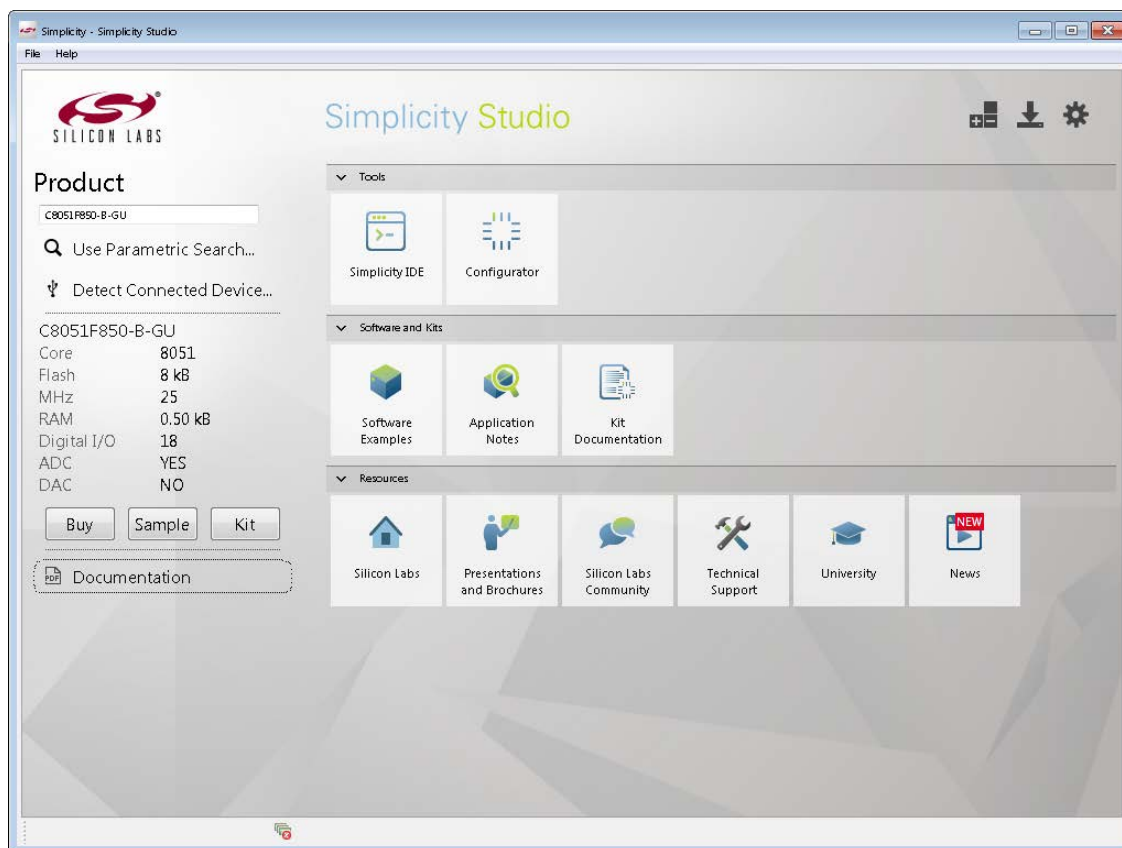 Simplicity - Simplicity Studio
File Help
SILICON LABS
Simplicity Studio
Product
C8051F850-B-GU
Use Parametric Search...
Detect Connected Device...
C8051F850-B-GU
Core 8051
Flash 8 kB
MHz 25
RAM 0.50 kB
Digital I/O 18
ADC YES
DAC NO
Buy Sample Kit
PDF Documentation
Tools
Simplicity IDE
Configurator
Software and Kits
Software
Examples
Application
Notes
Kit
Documentation
Resources
Silicon Labs
Presentations
and Brochures
Silicon Labs
Community
Technical
Support
University
NEW
News